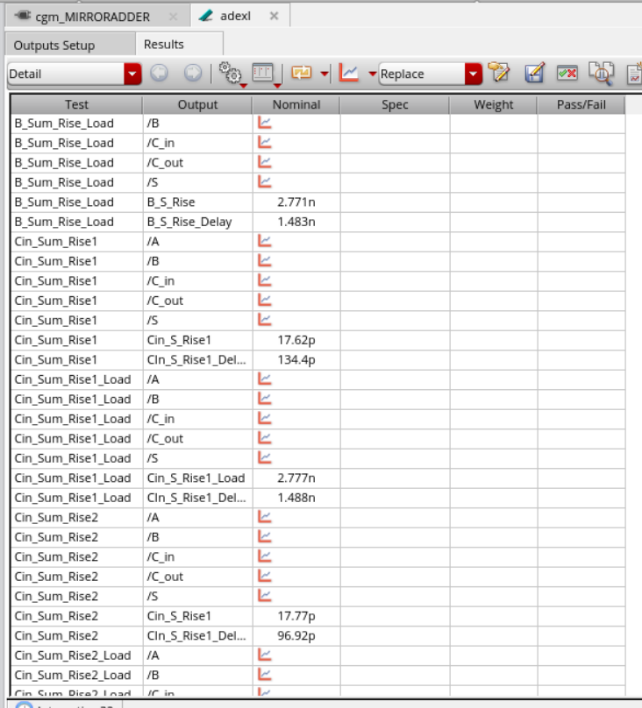 cgm_MIRRORADDER adexl
Outputs Setup Results
Detail Replace
Test Output Nominal Spec Weight Pass/Fail
B_Sum_Rise_Load /B
B_Sum_Rise_Load /C_in
B_Sum_Rise_Load /C_out
B_Sum_Rise_Load /S
B_Sum_Rise_Load B_S_Rise 2.771n
B_Sum_Rise_Load B_S_Rise_Delay 1.483n
Cin_Sum_Rise1 /A
Cin_Sum_Rise1 /B
Cin_Sum_Rise1 /C_in
Cin_Sum_Rise1 /C_out
Cin_Sum_Rise1 /S
Cin_Sum_Rise1 Cin_S_Rise1 17.62p
Cin_Sum_Rise1 CIn_S_Rise1_Del... 134.4p
Cin_Sum_Rise1_Load /A
Cin_Sum_Rise1_Load /B
Cin_Sum_Rise1_Load /C_in
Cin_Sum_Rise1_Load /C_out
Cin_Sum_Rise1_Load /S
Cin_Sum_Rise1_Load Cin_S_Rise1_Load 2.777n
Cin_Sum_Rise1_Load CIn_S_Rise1_Del... 1.488n
Cin_Sum_Rise2 /A
Cin_Sum_Rise2 /B
Cin_Sum_Rise2 /C_in
Cin_Sum_Rise2 /C_out
Cin_Sum_Rise2 /S
Cin_Sum_Rise2 Cin_S_Rise1 17.77p
Cin_Sum_Rise2 CIn_S_Rise1_Del... 96.92p
Cin_Sum_Rise2_Load /A
Cin_Sum_Rise2_Load /B
Cin_Sum_Rise2_Load /C_in